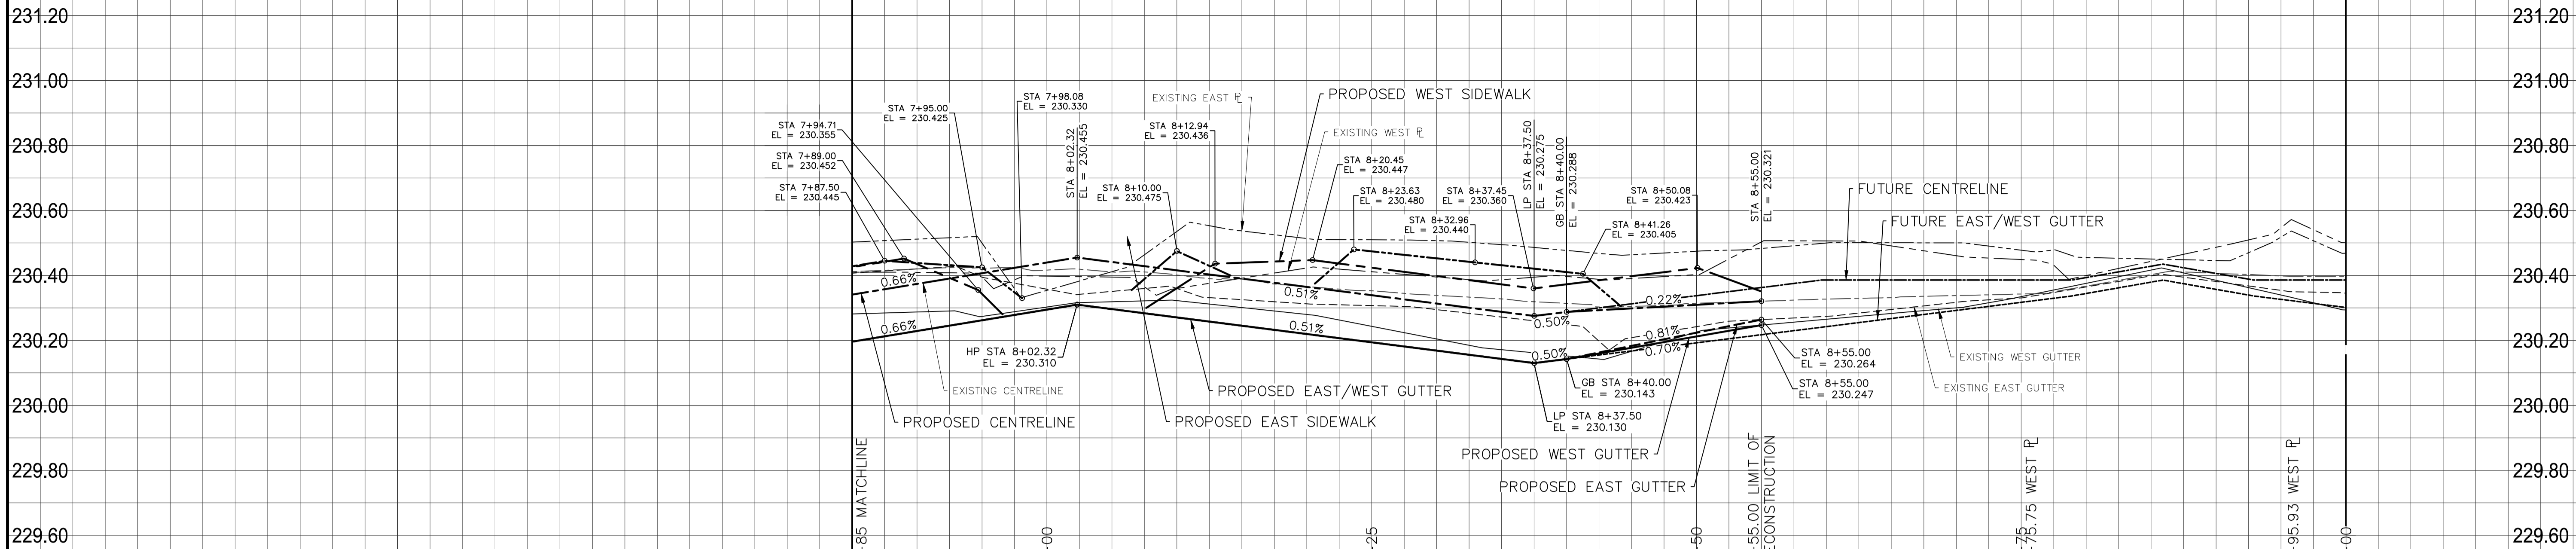 231.20
231.20
231.00
231.00
230.80
230.80
230.60
230.60
230.40
230.40
230.20
230.20
230.00
230.00
229.80
229.80
229.60
229.60
STA 7+94.71
EL = 230.355
STA 7+89.00
EL = 230.452
STA 7+87.50
EL = 230.445
STA 7+95.00
EL = 230.425
STA 7+98.08
EL = 230.330
STA 8+02.32
EL = 230.455
EXISTING EAST ℄
STA 8+12.94
EL = 230.436
STA 8+10.00
EL = 230.475
PROPOSED WEST SIDEWALK
EXISTING WEST ℄
STA 8+20.45
EL = 230.447
STA 8+23.63
EL = 230.480
STA 8+32.96
EL = 230.440
STA 8+37.45
EL = 230.360
LP STA 8+37.50
EL = 230.275
GB STA 8+40.00
EL = 230.288
STA 8+41.26
EL = 230.405
STA 8+50.08
EL = 230.423
STA 8+55.00
EL = 230.321
FUTURE CENTRELINE
FUTURE EAST/WEST GUTTER
0.66%
0.66%
0.51%
0.51%
0.50%
0.50%
0.22%
0.81%
0.70%
HP STA 8+02.32
EL = 230.310
EXISTING CENTRELINE
PROPOSED CENTRELINE
PROPOSED EAST SIDEWALK
PROPOSED EAST/WEST GUTTER
LP STA 8+37.50
EL = 230.130
GB STA 8+40.00
EL = 230.143
STA 8+55.00
EL = 230.264
STA 8+55.00
EL = 230.247
EXISTING WEST GUTTER
EXISTING EAST GUTTER
PROPOSED WEST GUTTER
PROPOSED EAST GUTTER
-85 MATCHLINE
-00
-25
-50
-55.00 LIMIT OF
ECONSTRUCTION
-75
-75.75 WEST ℄
-95.93 WEST ℄
-00